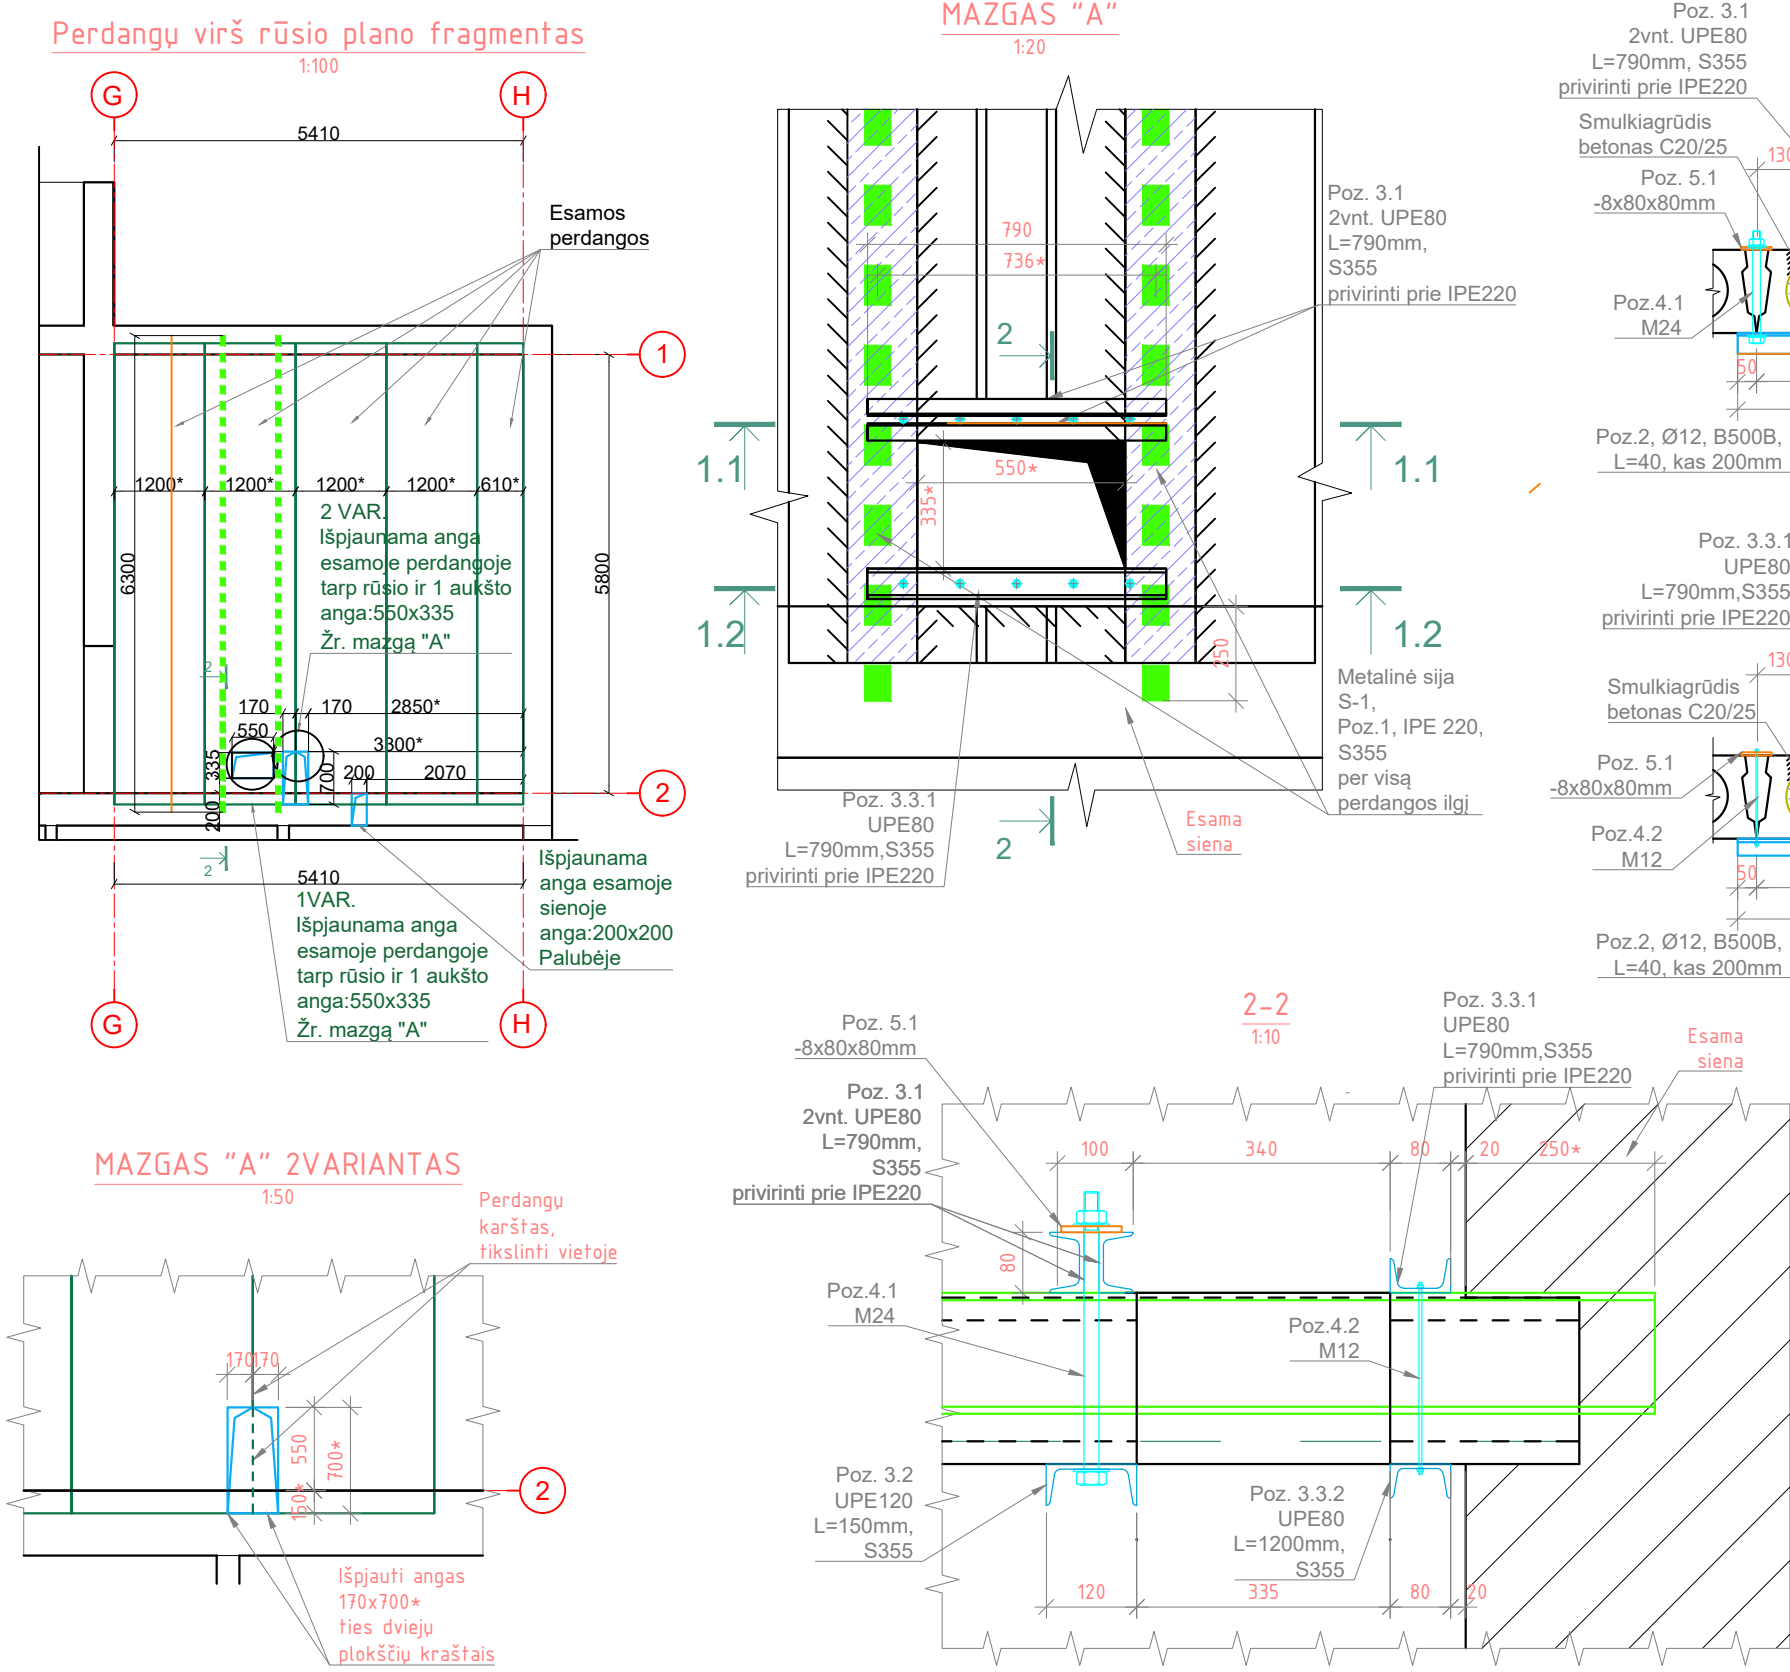 Perdangų virš rūsio plano fragmentas
1:100
G
H
5410
Esamos
perdangos
1
1200*
1200*
1200*
1200*
610*
2 VAR.
Išpjaunama anga
esamoje perdangoje
tarp rūsio ir 1 aukšto
anga:550x335
Žr. mazgą "A"
6300
5800
2
170
170
2850*
550
3300*
335
700
200
2070
2
200
2
5410
1VAR.
Išpjaunama anga
esamoje perdangoje
tarp rūsio ir 1 aukšto
anga:550x335
Žr. mazgą "A"
Išpjaunama
anga esamoje
sienoje
anga:200x200
Palubėje
G
H
MAZGAS "A"
1:20
790
736*
2
550*
335*
1.1
1.1
1.2
1.2
250
2
Poz. 3.1
2vnt. UPE80
L=790mm,
S355
privirinti prie IPE220
Metalinė sija
S-1,
Poz.1, IPE 220,
S355
per visą
perdangos ilgį
Poz. 3.3.1
UPE80
L=790mm,S355
privirinti prie IPE220
Esama
siena
Poz. 3.1
2vnt. UPE80
L=790mm, S355
privirinti prie IPE220
Smulkiagrūdis
betonas C20/25
130
Poz. 5.1
-8x80x80mm
Poz.4.1
M24
50
Poz.2, Ø12, B500B,
L=40, kas 200mm
Poz. 3.3.1
UPE80
L=790mm,S355
privirinti prie IPE220
130
Smulkiagrūdis
betonas C20/25
Poz. 5.1
-8x80x80mm
Poz.4.2
M12
50
Poz.2, Ø12, B500B,
L=40, kas 200mm
MAZGAS "A" 2VARIANTAS
1:50
Perdangų
karštas,
tikslinti vietoje
170
170
550
700*
150*
2
Išpjauti angas
170x700*
ties dviejų
plokščių kraštais
2-2
1:10
Poz. 5.1
-8x80x80mm
Poz. 3.1
2vnt. UPE80
L=790mm,
S355
privirinti prie IPE220
Poz. 3.3.1
UPE80
L=790mm,S355
privirinti prie IPE220
Esama
siena
100
340
80
20
250*
80
Poz.4.1
M24
Poz.4.2
M12
Poz. 3.2
UPE120
L=150mm,
S355
Poz. 3.3.2
UPE80
L=1200mm,
S355
120
335
80
20